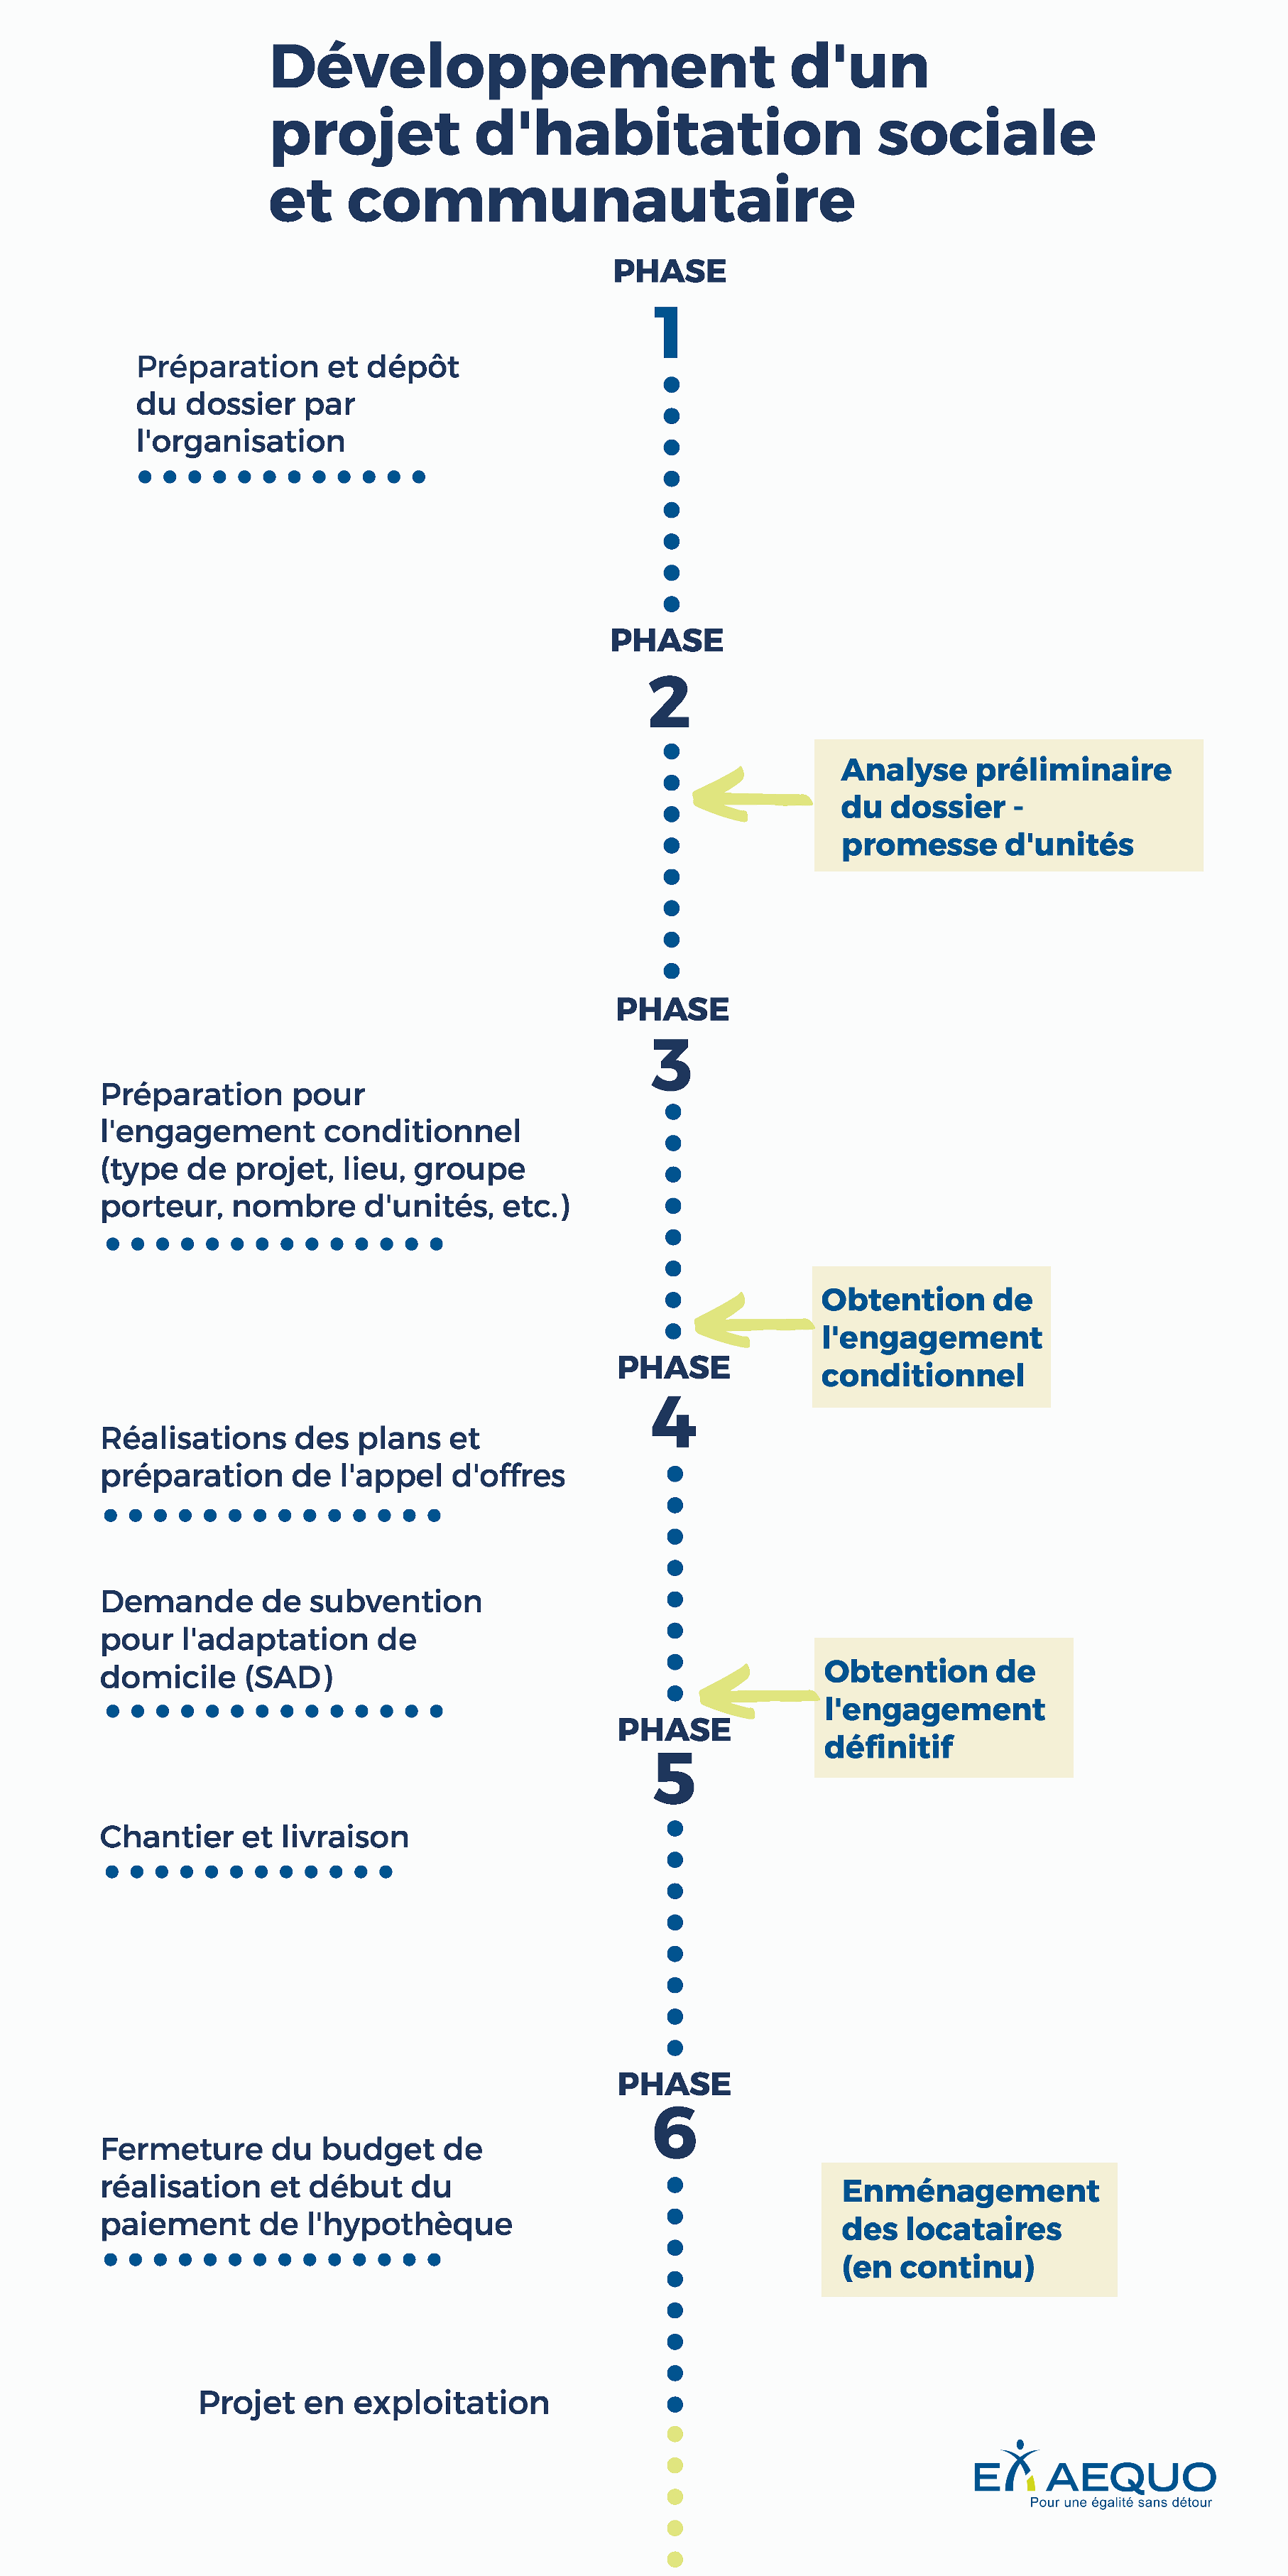 Développement d'un
projet d'habitation sociale
et communautaire
PHASE
1
Préparation et dépôt
du dossier par
l'organisation
PHASE
2
Analyse préliminaire
du dossier -
promesse d'unités
PHASE
3
Préparation pour
l'engagement conditionnel
(type de projet, lieu, groupe
porteur, nombre d'unités, etc.)
Obtention de
l'engagement
conditionnel
PHASE
4
Réalisations des plans et
préparation de l'appel d'offres
Demande de subvention
pour l'adaptation de
domicile (SAD)
Obtention de
l'engagement
définitif
PHASE
5
Chantier et livraison
PHASE
6
Fermeture du budget de
réalisation et début du
paiement de l'hypothèque
Enménagement
des locataires
(en continu)
Projet en exploitation
EX AEQUO
Pour une égalité sans détour